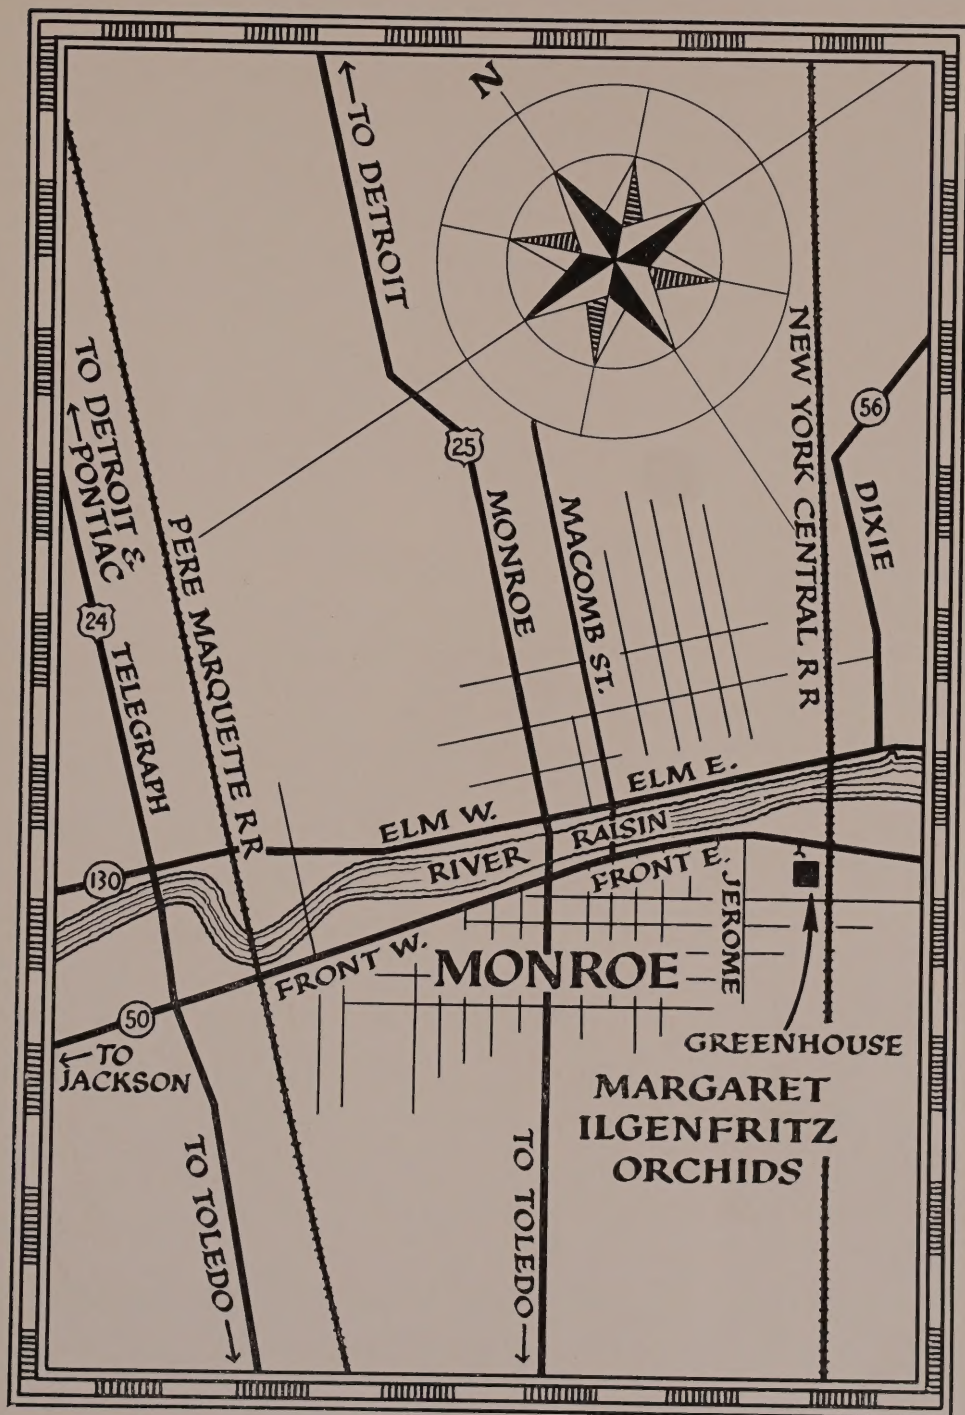 N
← TO DETROIT
TO DETROIT &
← PONTIAC
25
56
24
MONROE
MACOMB ST.
NEW YORK CENTRAL R R
DIXIE
PERE MARQUETTE R R
TELEGRAPH
ELM W.
ELM E.
130
RIVER RAISIN
FRONT E.
JEROME
FRONT W.
MONROE
50
← TO
JACKSON
GREENHOUSE
MARGARET
ILGENFRITZ
ORCHIDS
TO TOLEDO →
TO TOLEDO →